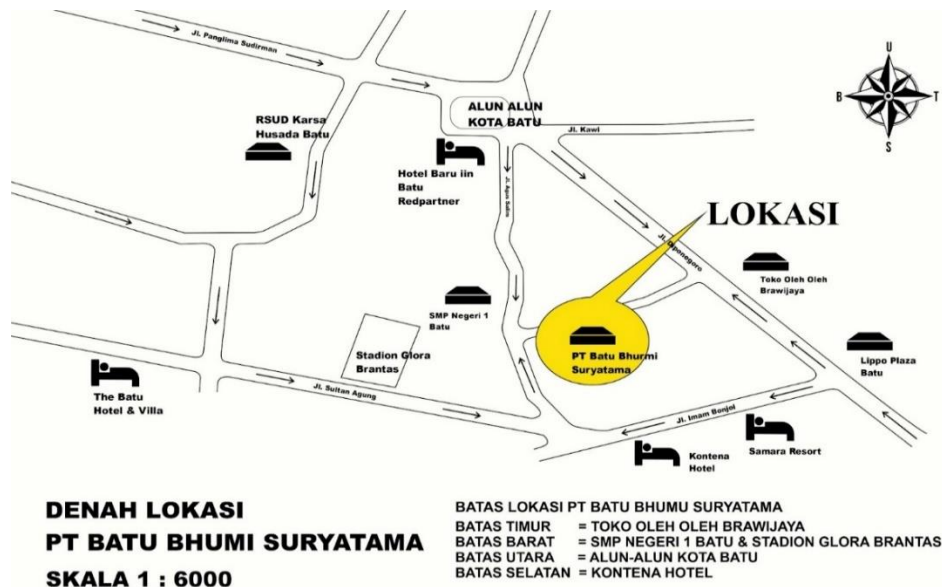 Jl. Panglima Sudirman
U
B T
S
ALUN ALUN
KOTA BATU
RSUD Karsa
Husada Batu
Jl. Kawi
Hotel Baru iin
Batu
Redpartner
Jl. Agus Salim
LOKASI
Jl. Diponegoro
Toko Oleh Oleh
Brawijaya
SMP Negeri 1
Batu
Stadion Glora
Brantas
PT Batu Bhurmi
Suryatama
Lippo Plaza
Batu
The Batu
Hotel & Villa
Jl. Sultan Agung
Jl. Imam Bonjol
Kontena
Hotel
Samara Resort
DENAH LOKASI
PT BATU BHUMI SURYATAMA
SKALA 1 : 6000
BATAS LOKASI PT BATU BHUMU SURYATAMA
BATAS TIMUR = TOKO OLEH OLEH BRAWIJAYA
BATAS BARAT = SMP NEGERI 1 BATU & STADION GLORA BRANTAS
BATAS UTARA = ALUN-ALUN KOTA BATU
BATAS SELATAN = KONTENA HOTEL